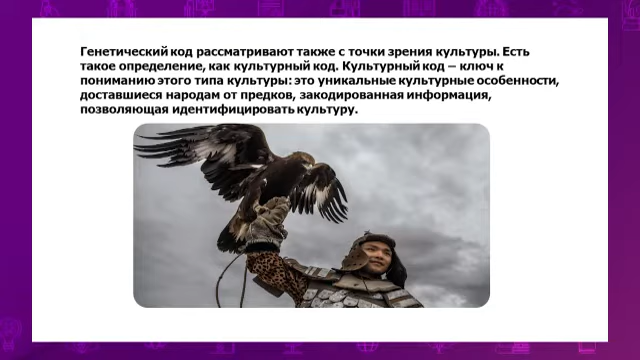 Генетический код рассматривают также с точки зрения культуры. Есть
такое определение, как культурный код. Культурный код – ключ к
пониманию этого типа культуры: это уникальные культурные особенности,
доставшиеся народам от предков, закодированная информация,
позволяющая идентифицировать культуру.